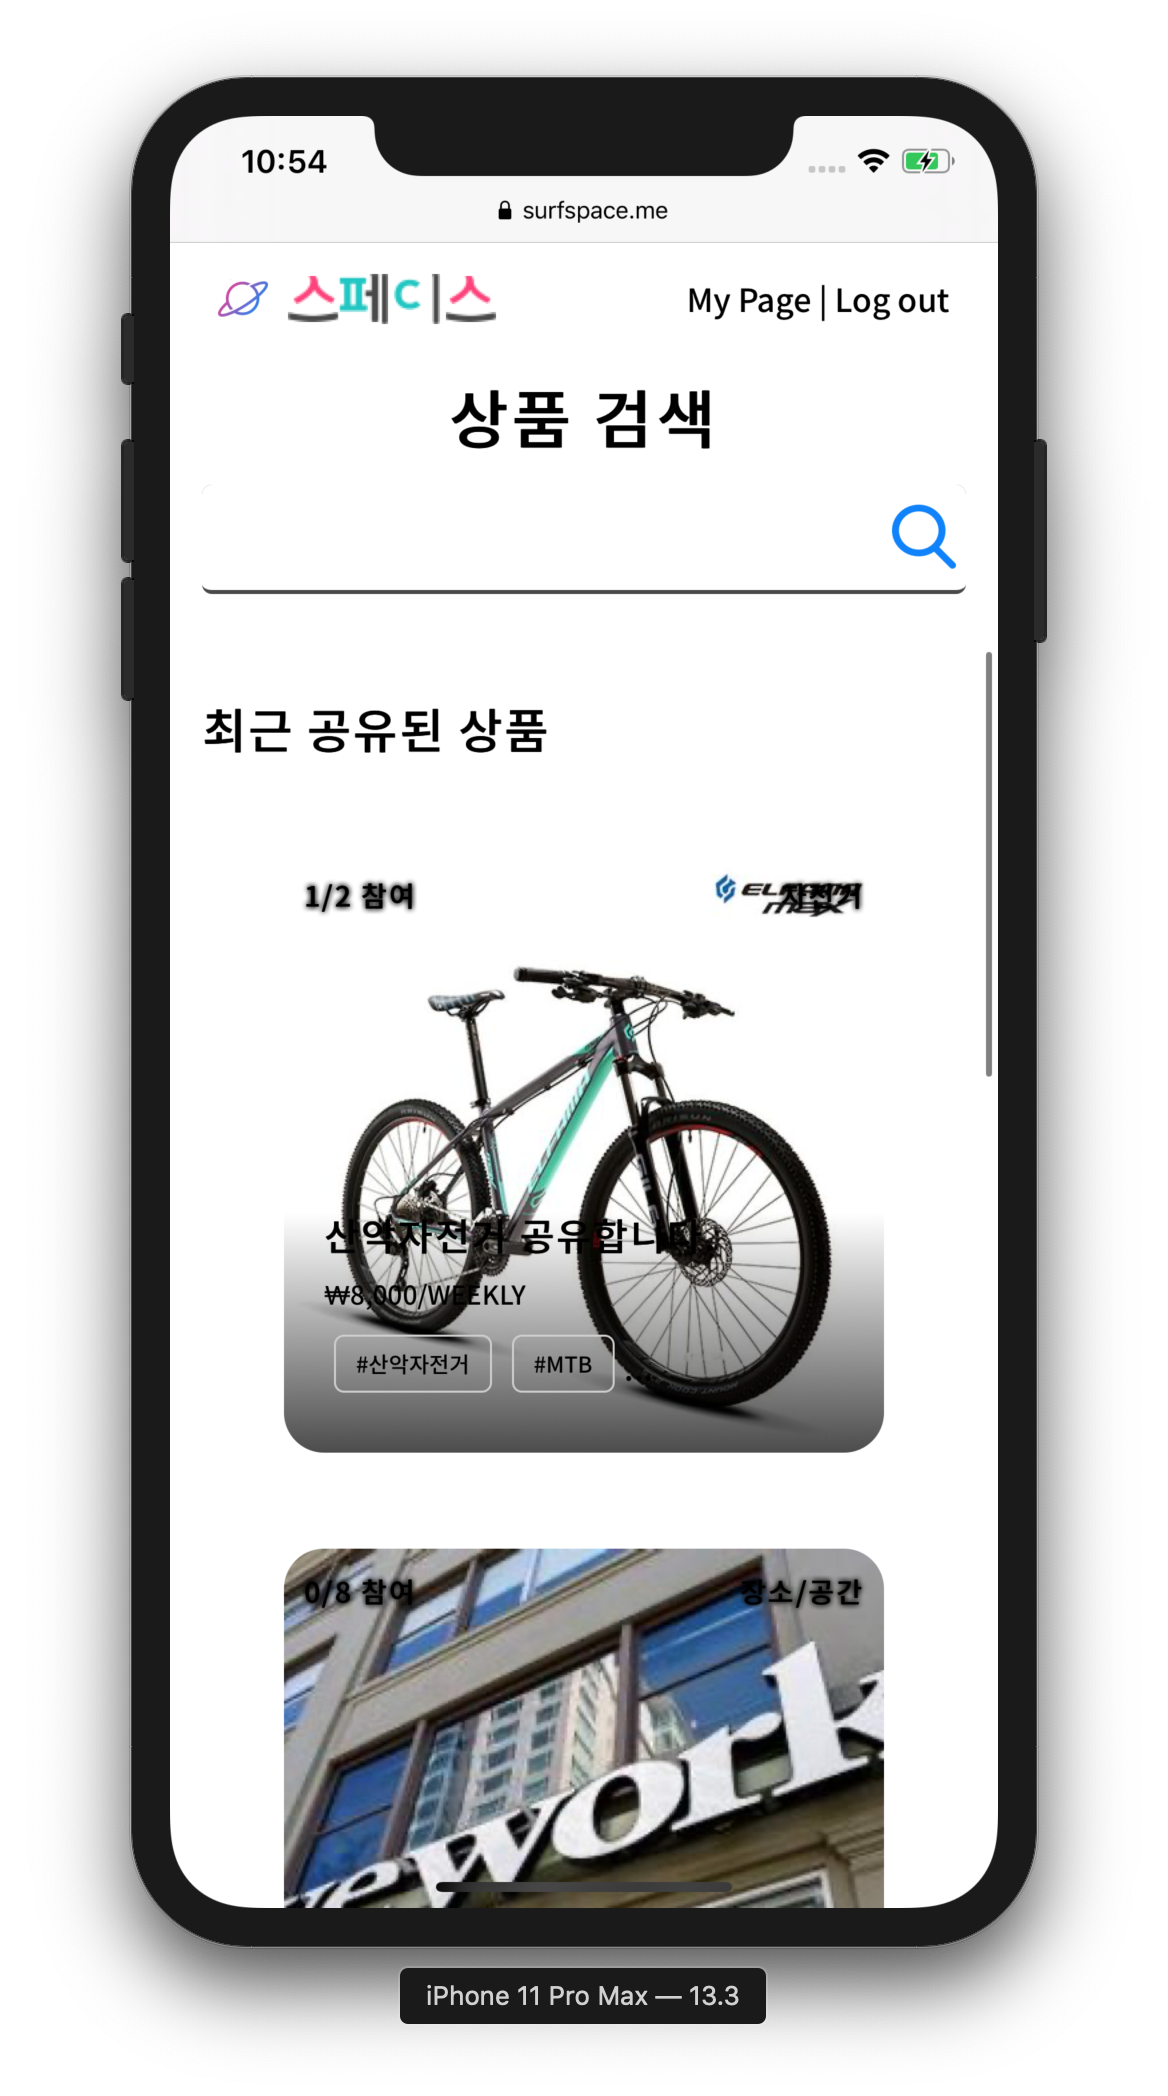 10:54
surfspace.me
스페이스
My Page | Log out
상품 검색
최근 공유된 상품
1/2 참여
자전거
산악자전거 공유합니다.
₩8,000/WEEKLY
#산악자전거
#MTB
0/8 참여
장소/공간
wework
iPhone 11 Pro Max — 13.3